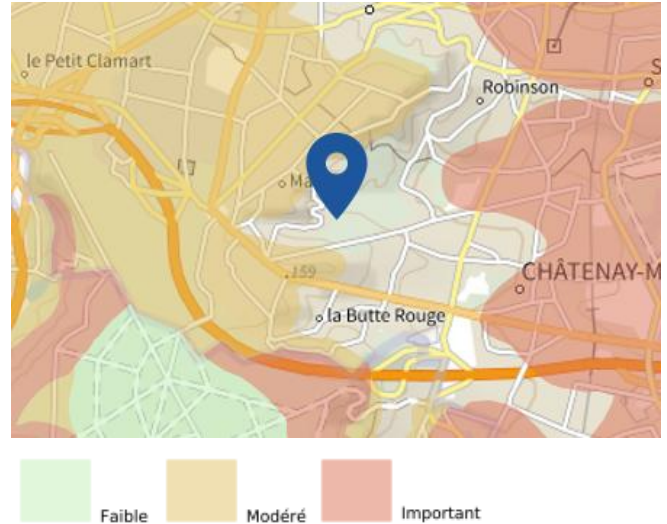 le Petit Clamart
Robinson
S
Ma
159
CHÂTENAY-M
la Butte Rouge
Faible
Modéré
Important